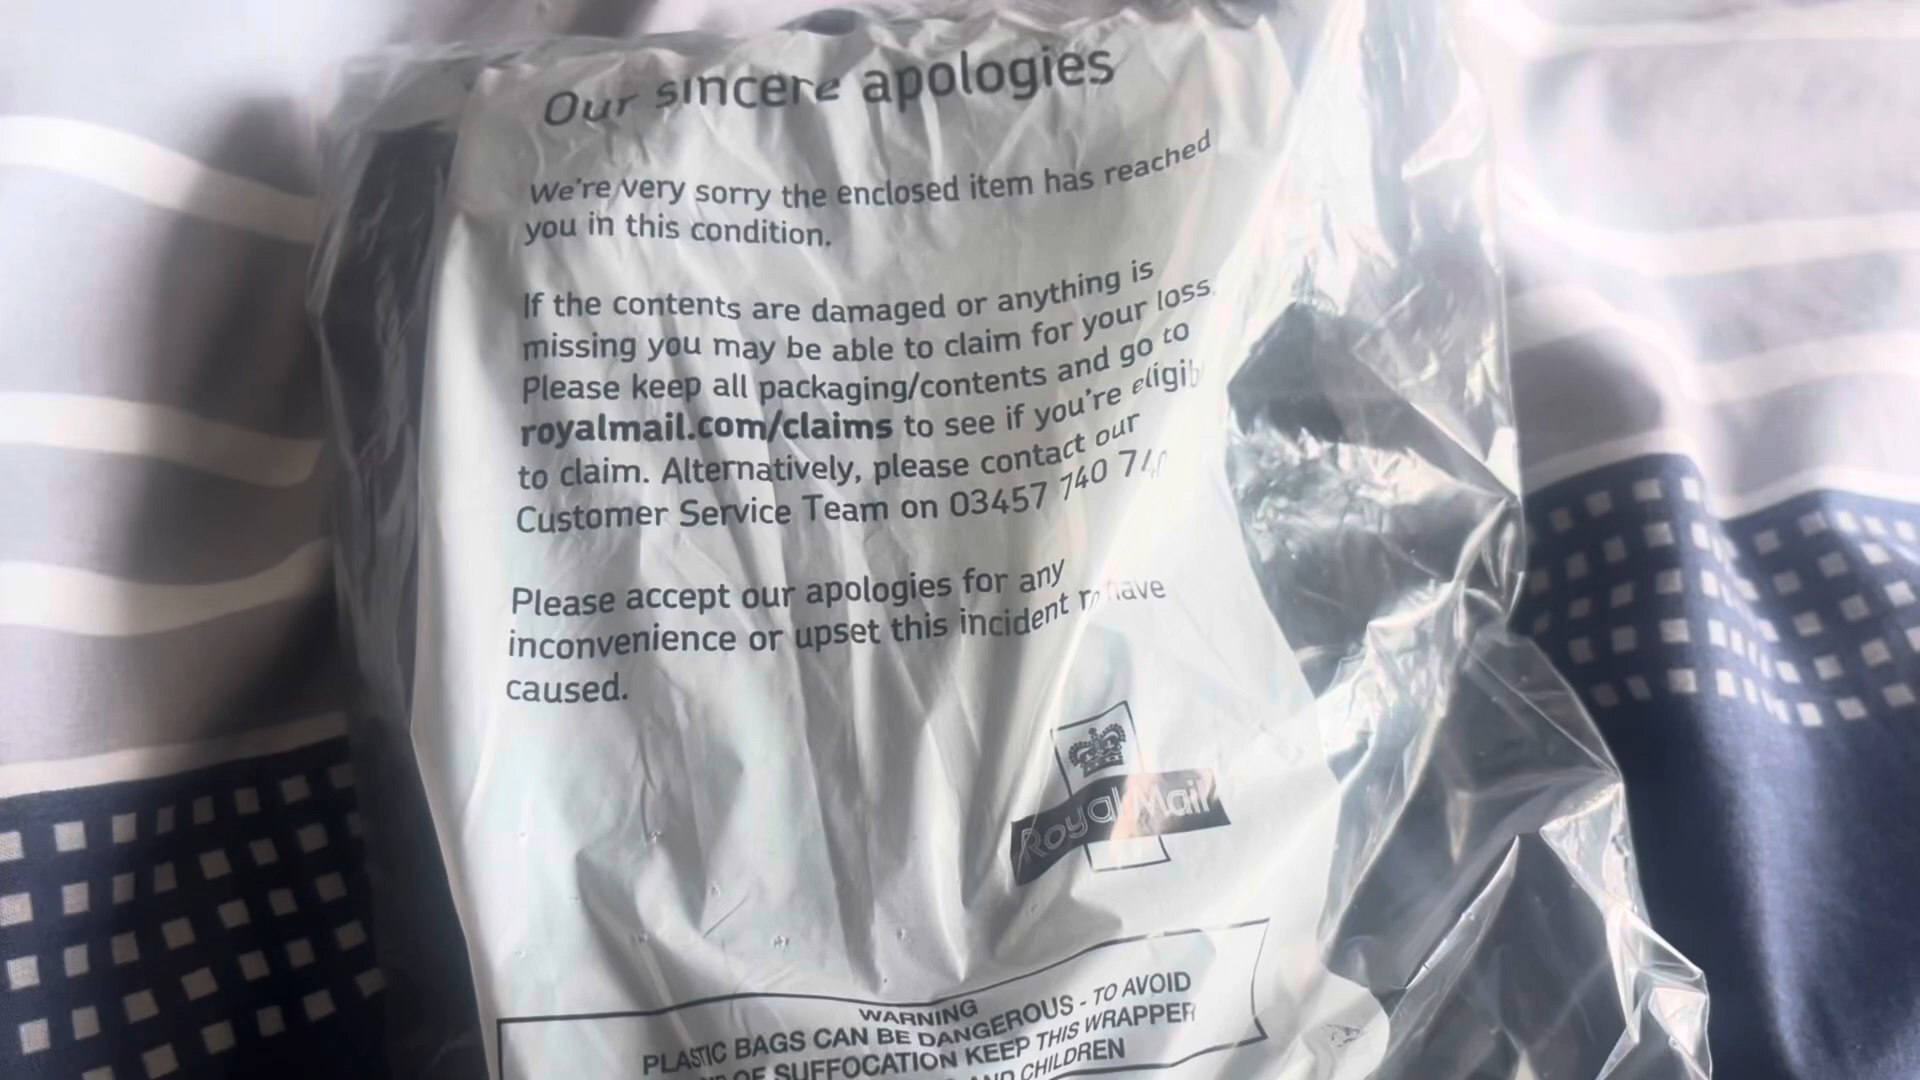 Our sincere apologies
We're very sorry the enclosed item has reached
you in this condition.
If the contents are damaged or anything is
missing you may be able to claim for your loss.
Please keep all packaging/contents and go to
royalmail.com/claims to see if you're
to claim. Alternatively, please contact our
Customer Service Team on 03457 740
Please accept our apologies for any
inconvenience or upset this incident have
caused.
Royal Mail
WARNING
PLASTIC BAGS CAN BE DANGEROUS - TO AVOID
OF SUFFOCATION KEEP THIS WRAPPER
AND CHILDREN